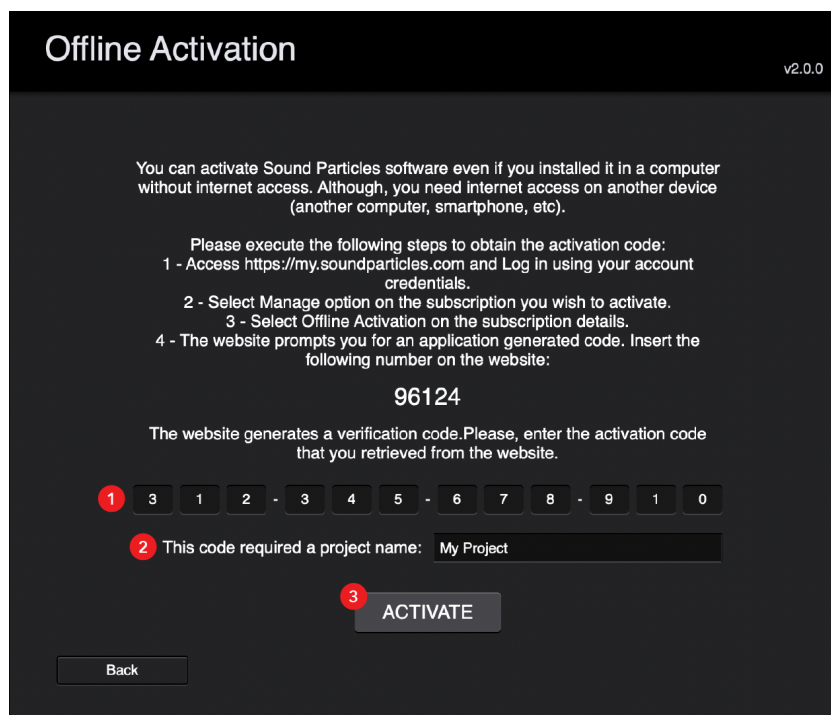 Offline Activation
v2.0.0
You can activate Sound Particles software even if you installed it in a computer
without internet access. Although, you need internet access on another device
(another computer, smartphone, etc).
Please execute the following steps to obtain the activation code:
1 - Access https://my.soundparticles.com and Log in using your account
credentials.
2 - Select Manage option on the subscription you wish to activate.
3 - Select Offline Activation on the subscription details.
4 - The website prompts you for an application generated code. Insert the
following number on the website:
96124
The website generates a verification code.Please, enter the activation code
that you retrieved from the website.
1 3 1 2 - 3 4 5 - 6 7 8 - 9 1 0
2 This code required a project name: My Project
3 ACTIVATE
Back